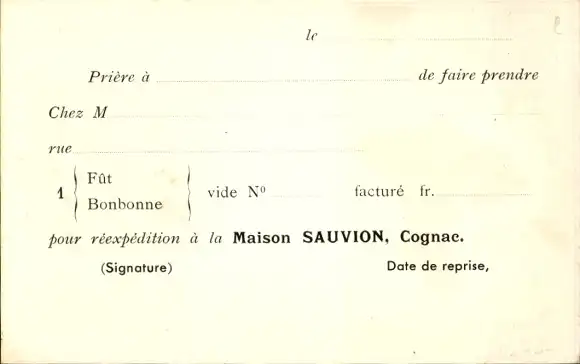 le
Prière à de faire prendre
Chez M
rue
1 Fût Bonbonne vide Nº facturé fr.
pour réexpédition à la Maison SAUVION, Cognac.
(Signature) Date de reprise,